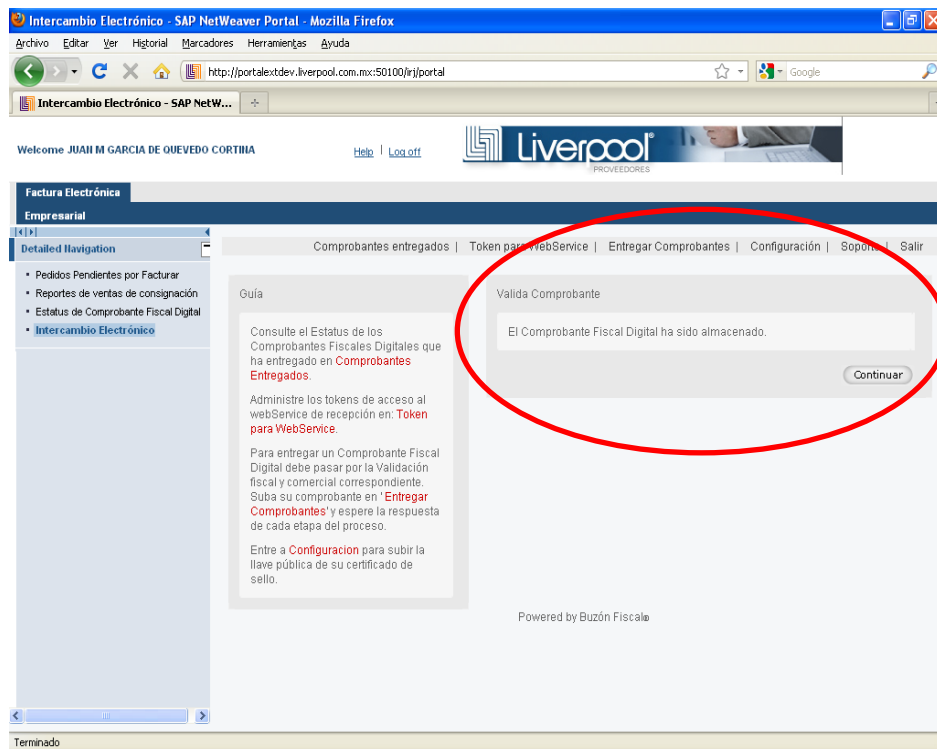 Intercambio Electrónico - SAP NetWeaver Portal - Mozilla Firefox
Archivo Editar Ver Historial Marcadores Herramientas Ayuda
http://portalextdev.liverpool.com.mx:50100/irj/portal
Google
Intercambio Electrónico - SAP NetW...
Welcome JUAN M GARCIA DE QUEVEDO CORTINA
Help | Log off
Liverpool
PROVEEDORES
Factura Electrónica
Empresarial
Detailed Navigation
Comprobantes entregados | Token para WebService | Entregar Comprobantes | Configuración | Soporte | Salir
Pedidos Pendientes por Facturar
Reportes de ventas de consignación
Estatus de Comprobante Fiscal Digital
Intercambio Electrónico
Guía
Consulte el Estatus de los
Comprobantes Fiscales Digitales que
ha entregado en Comprobantes
Entregados.
Administre los tokens de acceso al
webService de recepción en: Token
para WebService.
Para entregar un Comprobante Fiscal
Digital debe pasar por la Validación
fiscal y comercial correspondiente.
Suba su comprobante en 'Entregar
Comprobantes' y espere la respuesta
de cada etapa del proceso.
Entre a Configuracion para subir la
llave pública de su certificado de
sello.
Valida Comprobante
El Comprobante Fiscal Digital ha sido almacenado.
Continuar
Powered by Buzón Fiscal®
Terminado